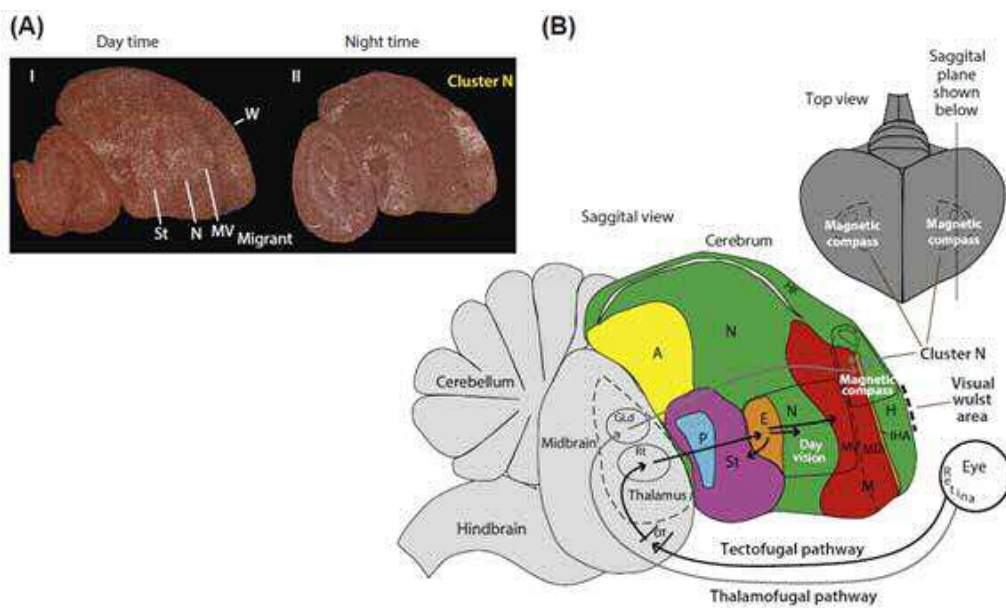 (A)
Day time
Night time
I
II
Cluster N
W
St
N
MV
Migrant
(B)
Saggital
plane
shown
below
Top view
Magnetic
compass
Magnetic
compass
Saggital view
Cerebrum
HF
N
A
Cluster N
Magnetic
compass
Visual
wulst
area
Cerebellum
GLd
E
N
H
IHA
Midbrain
P
Rt
St
Day
vision
MV
MD
M
Eye
Retina
Thalamus
OT
Hindbrain
Tectofugal pathway
Thalamofugal pathway